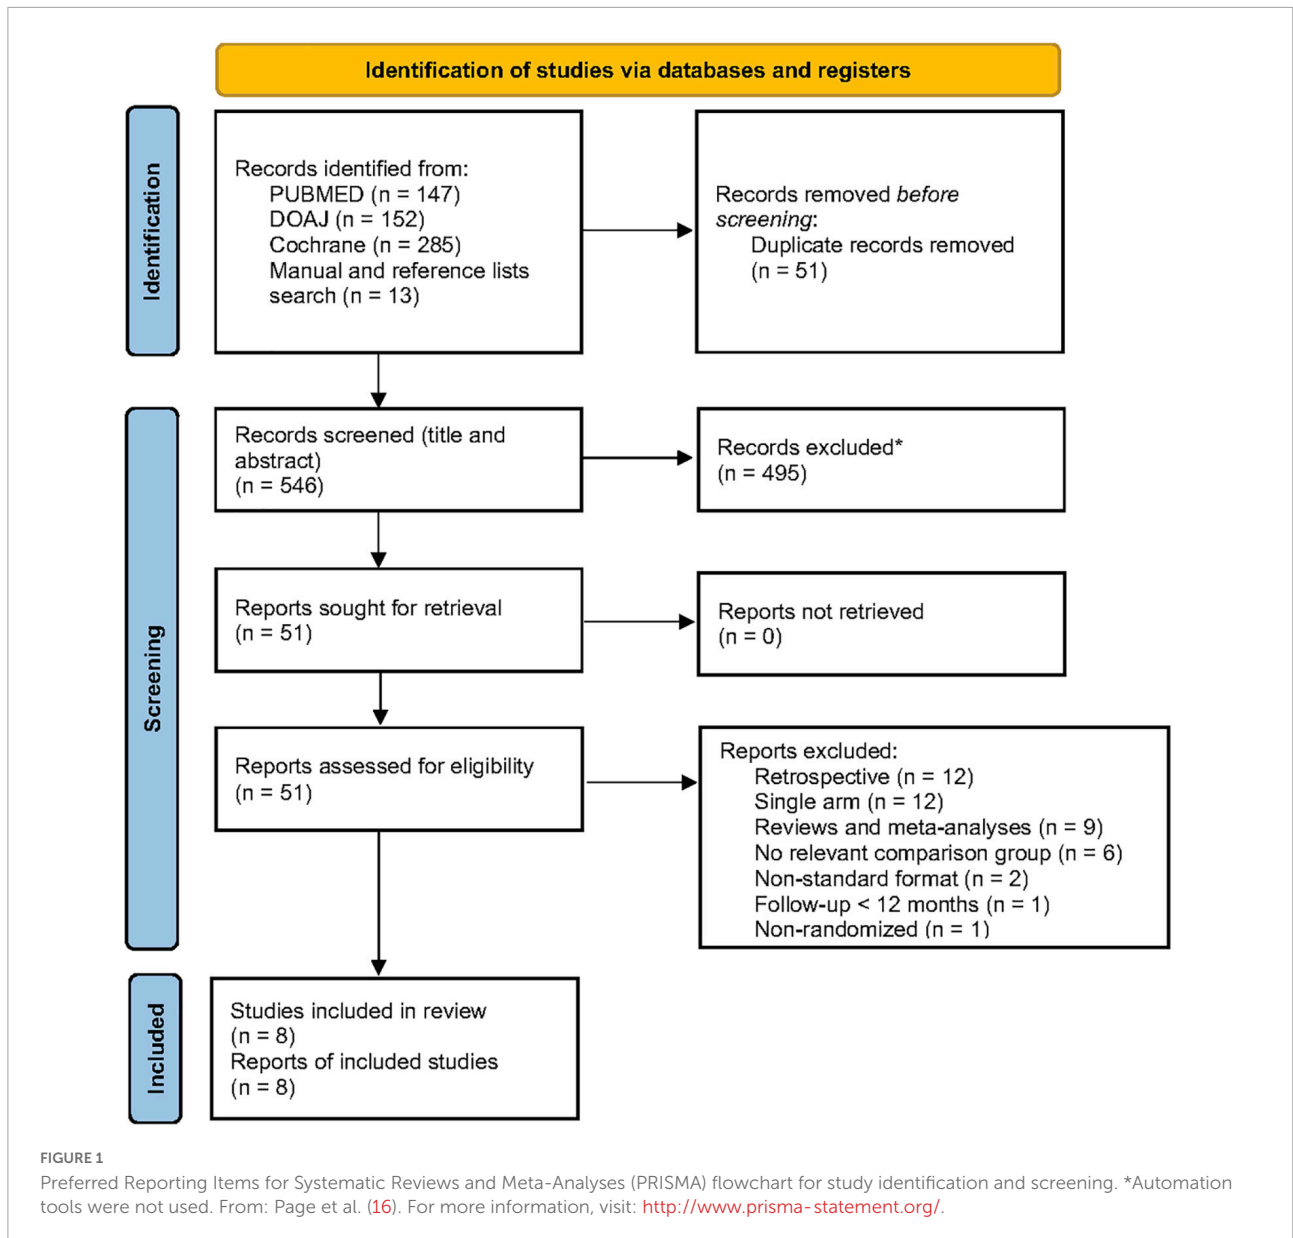 Identification of studies via databases and registers
Identification
Records identified from:
PUBMED (n = 147)
DOAJ (n = 152)
Cochrane (n = 285)
Manual and reference lists
search (n = 13)
Records removed before
screening:
Duplicate records removed
(n = 51)
Screening
Records screened (title and
abstract)
(n = 546)
Records excluded*
(n = 495)
Reports sought for retrieval
(n = 51)
Reports not retrieved
(n = 0)
Reports assessed for eligibility
(n = 51)
Reports excluded:
Retrospective (n = 12)
Single arm (n = 12)
Reviews and meta-analyses (n = 9)
No relevant comparison group (n = 6)
Non-standard format (n = 2)
Follow-up < 12 months (n = 1)
Non-randomized (n = 1)
Included
Studies included in review
(n = 8)
Reports of included studies
(n = 8)
FIGURE 1
Preferred Reporting Items for Systematic Reviews and Meta-Analyses (PRISMA) flowchart for study identification and screening. *Automation
tools were not used. From: Page et al. (16). For more information, visit: http://www.prisma-statement.org/.